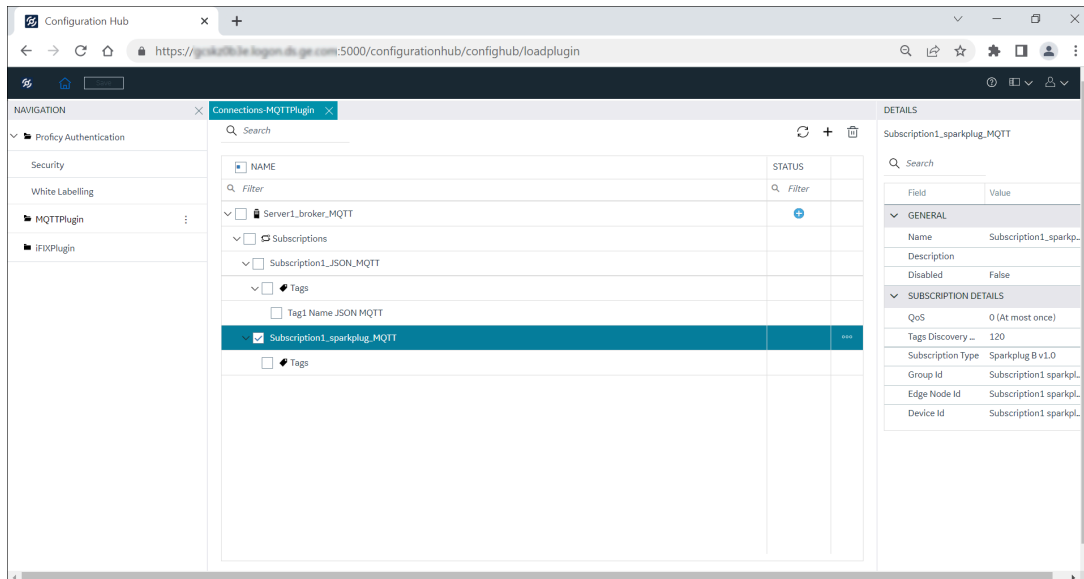 Configuration Hub
https:// :5000/configurationhub/confighub/loadplugin
NAVIGATION
Connections-MQTTPlugin
DETAILS
Proficy Authentication
Search
Subscription1_sparkplug_MQTT
Security
NAME
STATUS
Search
White Labelling
Filter
Filter
Field Value
MQTTPlugin
Server1_broker_MQTT
GENERAL
iFIXPlugin
Subscriptions
Name Subscription1_sparkp...
Subscription1_JSON_MQTT
Description
Tags
Disabled False
Tag1 Name JSON MQTT
SUBSCRIPTION DETAILS
Subscription1_sparkplug_MQTT
QoS 0 (At most once)
Tags
Tags Discovery ... 120
Subscription Type Sparkplug B v1.0
Group Id Subscription1 sparkpl...
Edge Node Id Subscription1 sparkpl...
Device Id Subscription1 sparkpl...